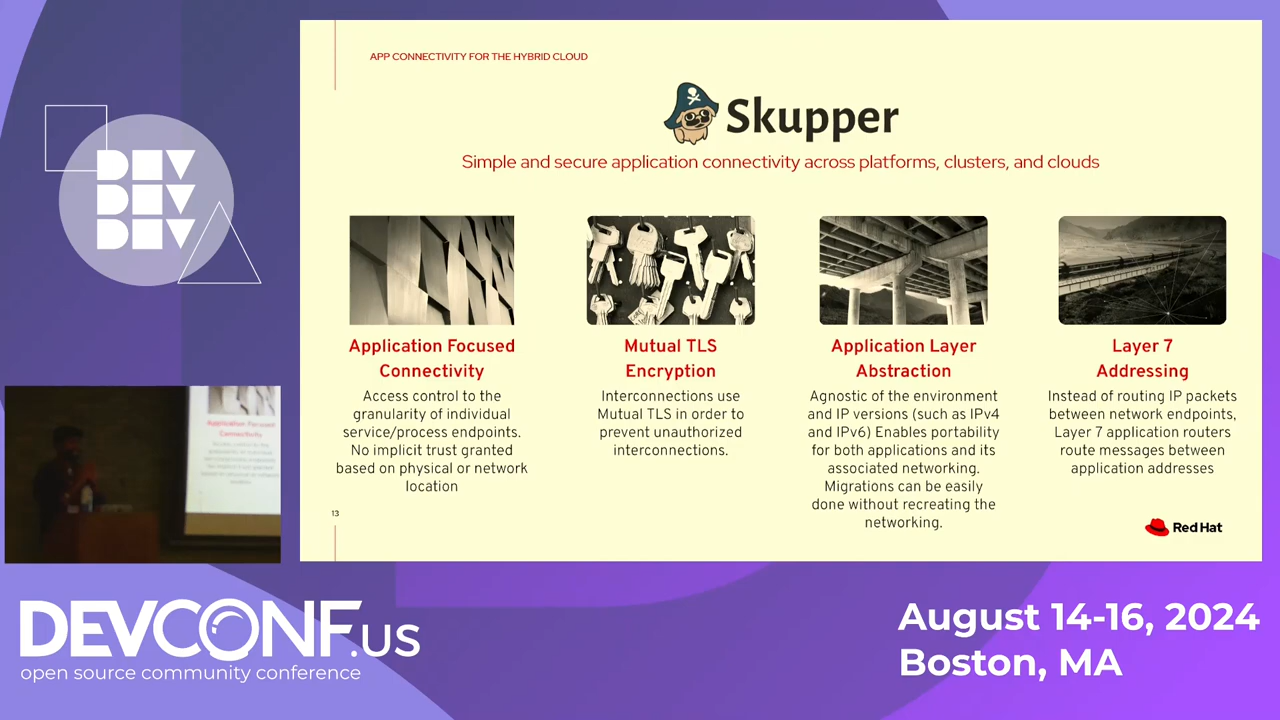 APP CONNECTIVITY FOR THE HYBRID CLOUD
Skupper
Simple and secure application connectivity across platforms, clusters, and clouds
Application Focused
Connectivity
Access control to the
granularity of individual
service/process endpoints.
No implicit trust granted
based on physical or network
location
Mutual TLS
Encryption
Interconnections use
Mutual TLS in order to
prevent unauthorized
interconnections.
Application Layer
Abstraction
Agnostic of the environment
and IP versions (such as IPv4
and IPv6) Enables portability
for both applications and its
associated networking.
Migrations can be easily
done without recreating the
networking.
Layer 7
Addressing
Instead of routing IP packets
between network endpoints,
Layer 7 application routers
route messages between
application addresses
13
Red Hat
DEV
DEV
DEV
Application Focused
Connectivity
DEVCONF.US
open source community conference
August 14-16, 2024
Boston, MA